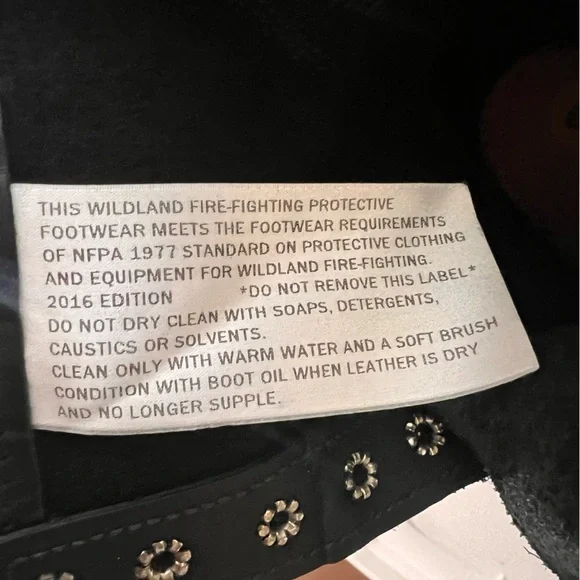 THIS WILDLAND FIRE-FIGHTING PROTECTIVE
FOOTWEAR MEETS THE FOOTWEAR REQUIREMENTS
OF NFPA 1977 STANDARD ON PROTECTIVE CLOTHING
AND EQUIPMENT FOR WILDLAND FIRE-FIGHTING.
2016 EDITION *DO NOT REMOVE THIS LABEL*
DO NOT DRY CLEAN WITH SOAPS, DETERGENTS,
CAUSTICS OR SOLVENTS.
CLEAN ONLY WITH WARM WATER AND A SOFT BRUSH
CONDITION WITH BOOT OIL WHEN LEATHER IS DRY
AND NO LONGER SUPPLE.